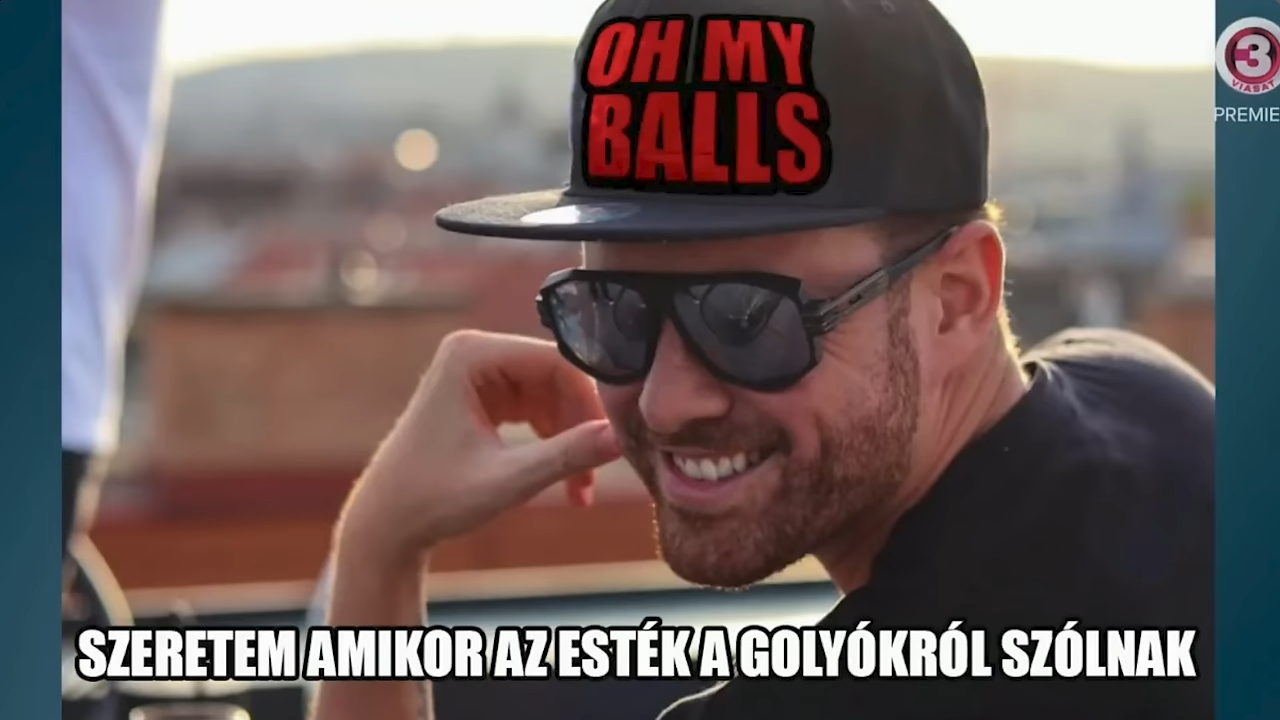 OH MY
BALLS
3
VIASAT
PREMIE
SZERETEM AMIKOR AZ ESTÉK A GOLYÓKRÓL SZÓLNAK